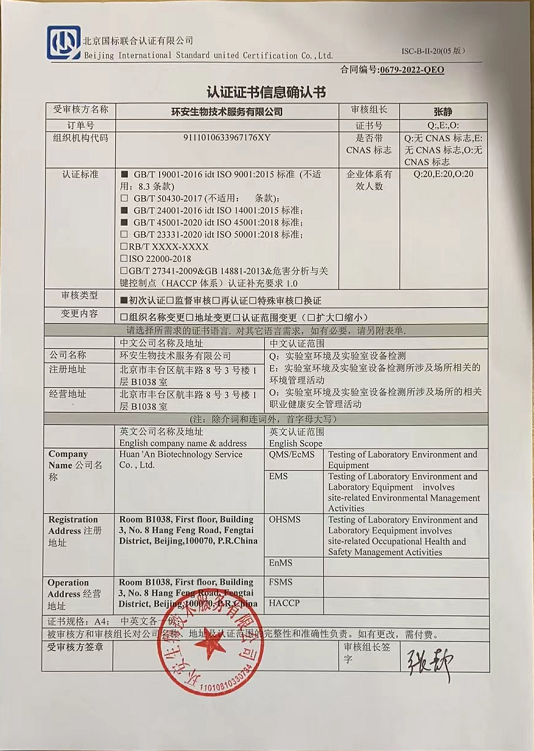 北京国标联合认证有限公司
Beijing International Standard united Certification Co.,Ltd.
ISC-B-II-20(05 版)
合同编号:0679-2022-QEO
认证证书信息确认书
受审核方名称 环安生物技术服务有限公司 审核组长 张静
订单号 证书号 Q:,E:,O:
组织机构代码 9111010633967176XY 是否带 CNAS 标志 Q:无 CNAS 标志,E:无 CNAS 标志,O:无 CNAS 标志
认证标准
■ GB/T 19001-2016 idt ISO 9001:2015 标准 (不适用: 8.3 条款)
□ GB/T 50430-2017 (不适用: 条款);
■ GB/T 24001-2016 idt ISO 14001:2015 标准;
■ GB/T 45001-2020 idt ISO 45001:2018 标准;
□ GB/T 23331-2020 idt ISO 50001:2018 标准;
□RB/T XXXX-XXXX
□ISO 22000-2018
□GB/T 27341-2009&GB 14881-2013&危害分析与关
键控制点 (HACCP 体系) 认证补充要求 1.0
企业体系有效人数 Q:20,E:20,O:20
审核类型 ■初次认证□监督审核□再认证□特殊审核□换证
变更内容 □组织名称变更□地址变更□认证范围变更 (□扩大□缩小)
请选择所需求的证书语言. 对其它语言需求, 如有必要, 请另附表单.
中文公司名称及地址 中文认证范围
公司名称 环安生物技术服务有限公司
注册地址 北京市丰台区航丰路 8 号 3 号楼 1
层 B1038 室
经营地址 北京市丰台区航丰路 8 号 3 号楼 1
层 B1038 室
Q: 实验室环境及实验室设备检测
E: 实验室环境及实验室设备检测所涉及场所相关的
环境管理活动
O: 实验室环境及实验室设备检测所涉及场所的相关
职业健康安全管理活动
(注: 除介词和连词外, 首字母大写)
英文公司名称及地址 英文认证范围
English company name & address English Scope
Company Name 公司名称
Huan 'An Biotechnology Service
Co. , Ltd.
QMS/EcMS Testing of Laboratory Environment and
Equipment
EMS Testing of Laboratory Environment and
Laboratory Equipment involves
site-related Environmental Management
Activities
Registration Address 注册地址
Room B1038, First floor, Building
3, No. 8 Hang Feng Road, Fengtai
District, Beijing,100070, P.R.China
OHSMS Testing of Laboratory Environment and
Laboratory Eequipment involves
site-related Occupational Health and
Safety Management Activities
EnMS
Operation Address 经营地址
Room B1038, First floor, Building
3, No. 8 Hang Feng Road, Fengtai
District, Beijing,100070, P.R.China
FSMS
HACCP
证书规格: A4; 中英文各一
被审核方和审核组长对公司名称、地址及认证范围的完整性和准确性负责。如有更改, 需付费。
受审核方签章 审核组长签字 张静
环安生物技术服务有限公司
11010810330734